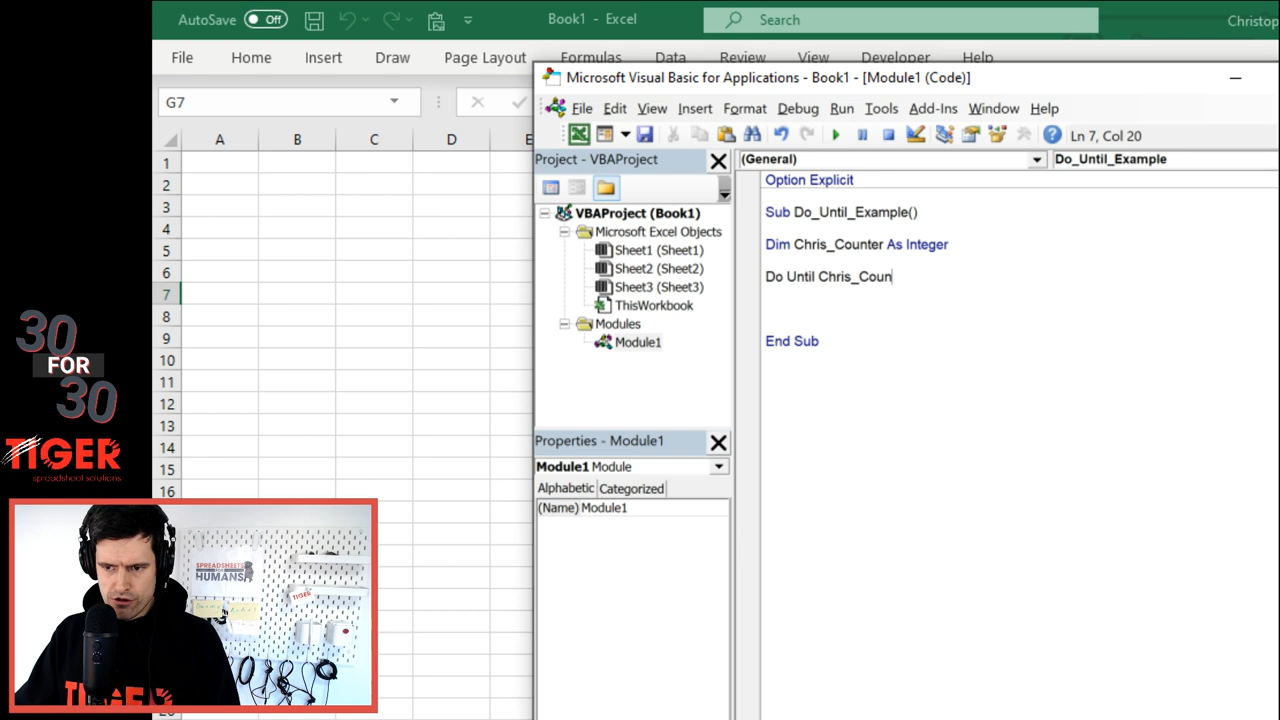 AutoSave Off Book1 - Excel Search Christop
File Home Insert Draw Page Layout Formulas Data Review View Developer Help
G7
A B C D E
1
2
3
4
5
6
7
8
9
10
11
12
13
14
15
16
Microsoft Visual Basic for Applications - Book1 - [Module1 (Code)]
File Edit View Insert Format Debug Run Tools Add-Ins Window Help
Ln 7, Col 20
Project - VBAProject
VBAProject (Book1)
Microsoft Excel Objects
Sheet1 (Sheet1)
Sheet2 (Sheet2)
Sheet3 (Sheet3)
ThisWorkbook
Modules
Module1
Properties - Module1
Module1 Module
Alphabetic Categorized
(Name) Module1
(General) Do_Until_Example
Option Explicit
Sub Do_Until_Example()
Dim Chris_Counter As Integer
Do Until Chris_Coun
End Sub
30
FOR
30
TIGER
spreadsheet solutions
SPREADSHEETS
HUMANS
TIGER
TIGER